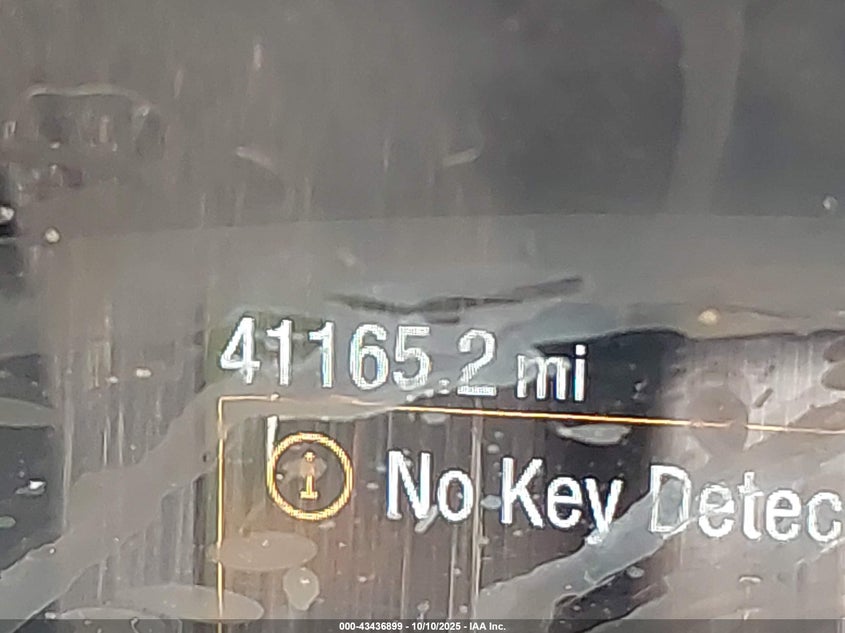 41165.2 mi
i No Key Detec
000-43436899 - 10/10/2025 - IAA Inc.